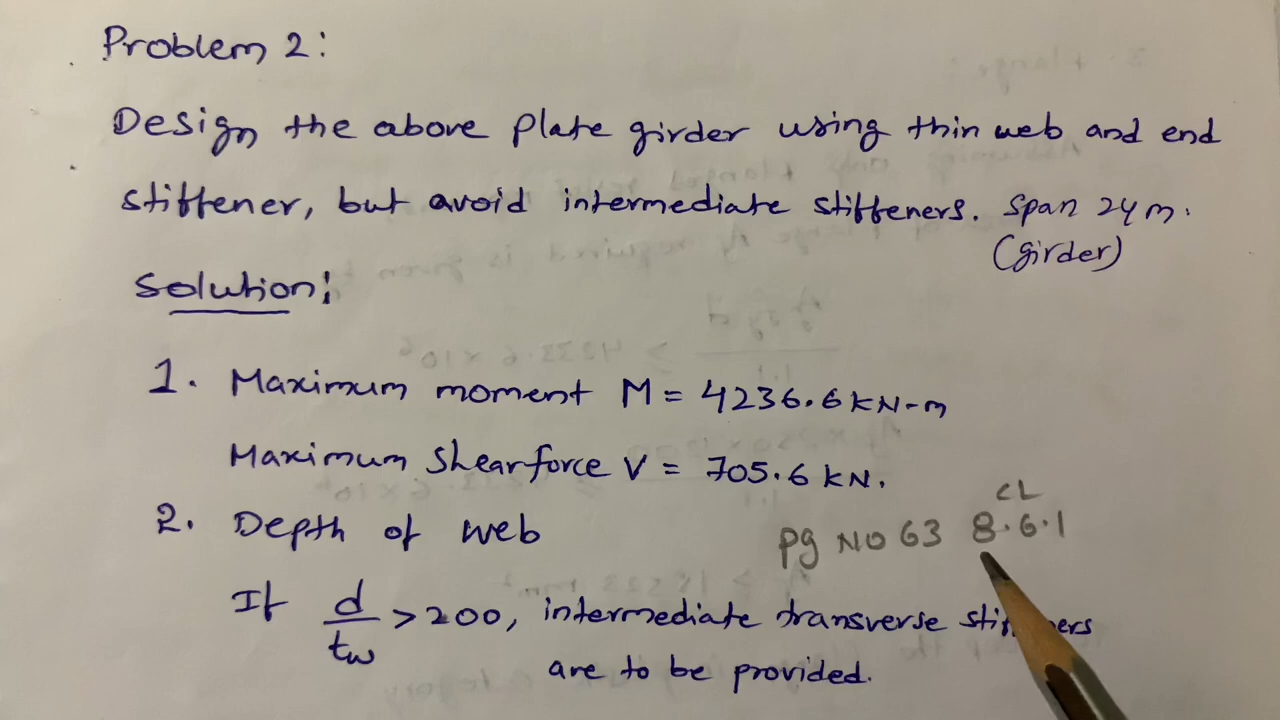 Problem 2:
Design the above plate girder using thin web and end
stiffener, but avoid intermediate stiffeners. Span 24m.
(girder)
Solution:
1. Maximum moment M = 4236.6 kN-m
Maximum Shearforce V = 705.6 kN.
2. Depth of web
pg No 63 CL 8.6.1
If d/tw > 200, intermediate transverse
are to be provided.